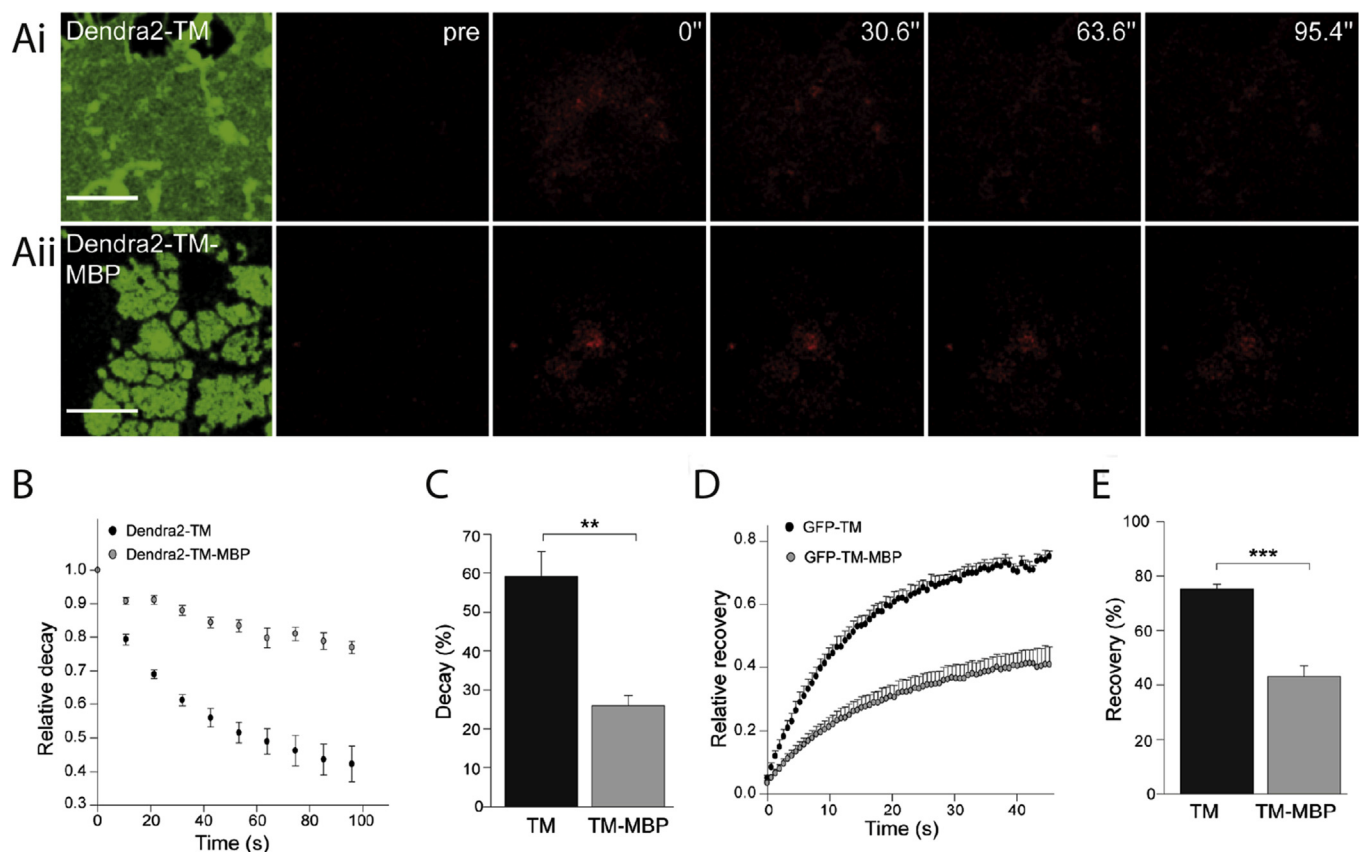 Ai
Dendra2-TM
pre
0"
30.6"
63.6"
95.4"
Aii
Dendra2-TM-
MBP
B
Dendra2-TM
Dendra2-TM-MBP
Relative decay
1.0
0.9
0.8
0.7
0.6
0.5
0.4
0.3
0 20 40 60 80 100
Time (s)
C
**
Decay (%)
70
60
50
40
30
20
10
0
TM TM-MBP
D
GFP-TM
GFP-TM-MBP
Relative recovery
0.8
0.6
0.4
0.2
0.0
0 10 20 30 40
Time (s)
E
***
Recovery (%)
100
80
60
40
20
0
TM TM-MBP